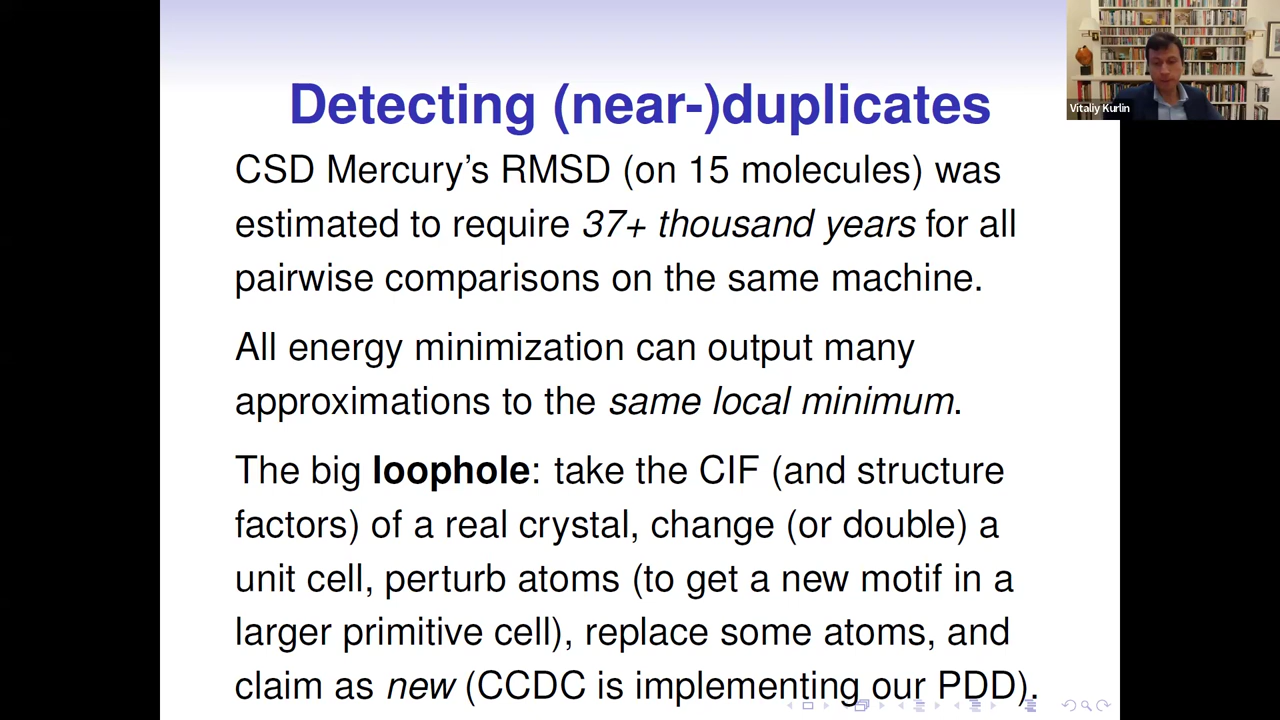 Detecting (near-)duplicates
Vitaliy Kurlin
CSD Mercury's RMSD (on 15 molecules) was
estimated to require 37+ thousand years for all
pairwise comparisons on the same machine.
All energy minimization can output many
approximations to the same local minimum.
The big loophole: take the CIF (and structure
factors) of a real crystal, change (or double) a
unit cell, perturb atoms (to get a new motif in a
larger primitive cell), replace some atoms, and
claim as new (CCDC is implementing our PDD).